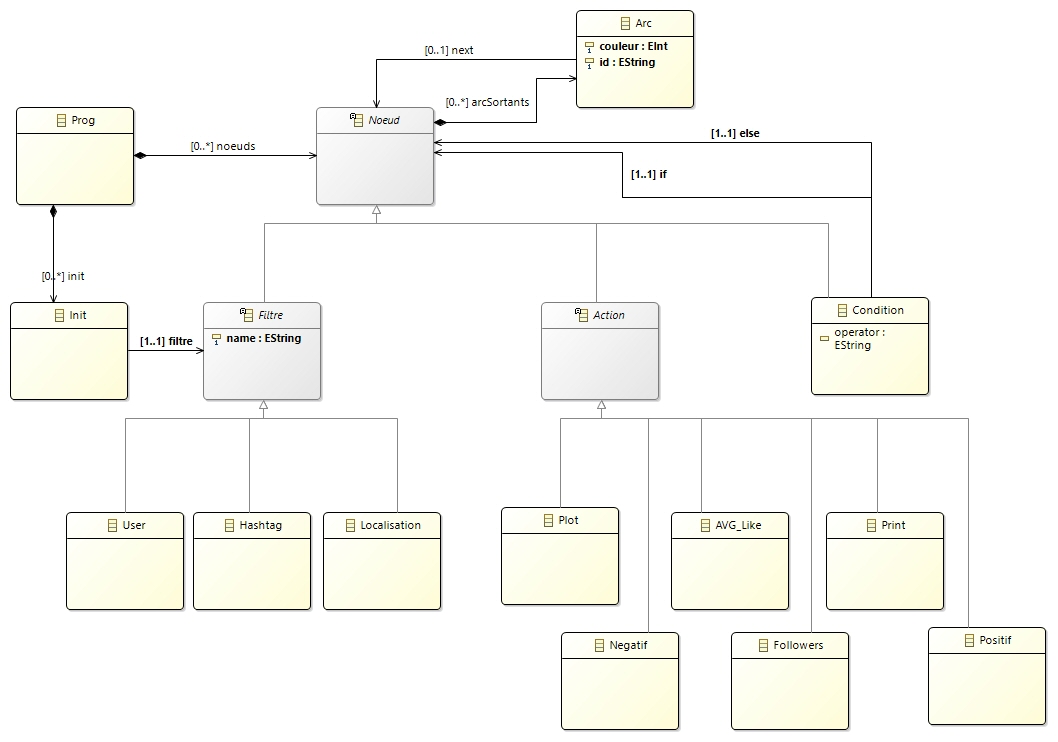 Arc
couleur : EInt
id : EString
[0..1] next
[0..*] arcSortants
Prog
Noeud
[0..*] noeuds
[1..1] else
[1..1] if
[0..*] init
Init
[1..1] filtre
Filtre
name : EString
Action
Condition
operator :
EString
User
Hashtag
Localisation
Plot
AVG_Like
Print
Negatif
Followers
Positif